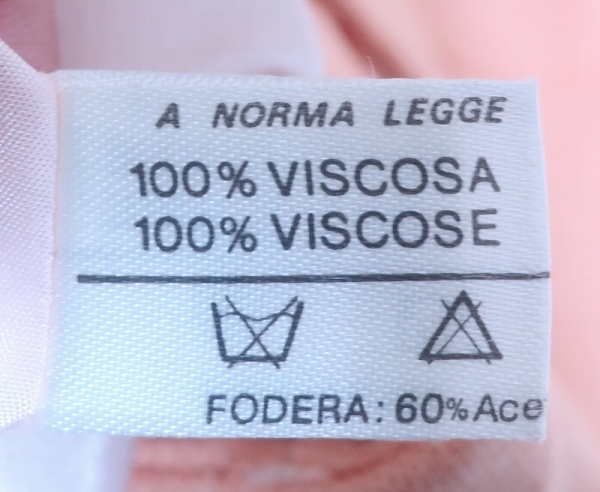 A NORMA LEGGE
100% VISCOSA
100% VISCOSE
FODERA: 60% Ace